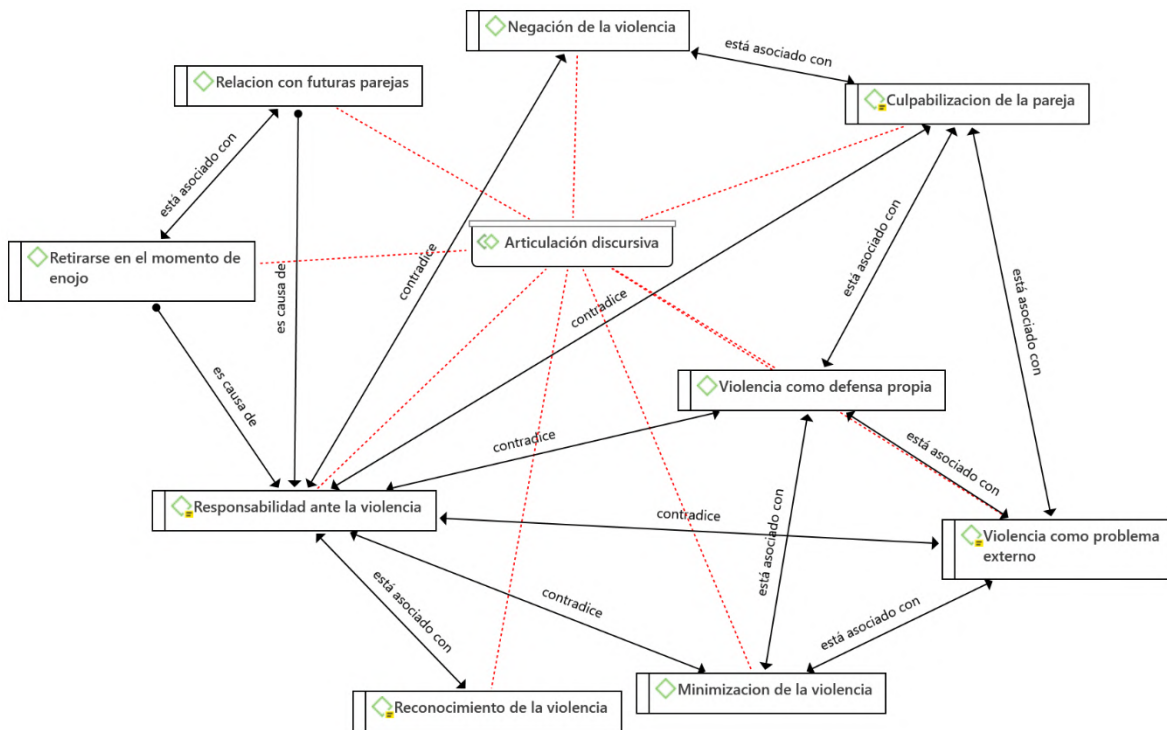 Negación de la violencia
está asociado con
Relacion con futuras parejas
Culpabilizacion de la pareja
está asociado con
Articulación discursiva
Retirarse en el momento de
enojo
es causa de
contradice
contradice
está asociado con
está asociado con
es causa de
Violencia como defensa propia
contradice
está asociado con
Responsabilidad ante la violencia
contradice
Violencia como problema
externo
está asociado con
está asociado con
contradice
está asociado con
Minimizacion de la violencia
Reconocimiento de la violencia